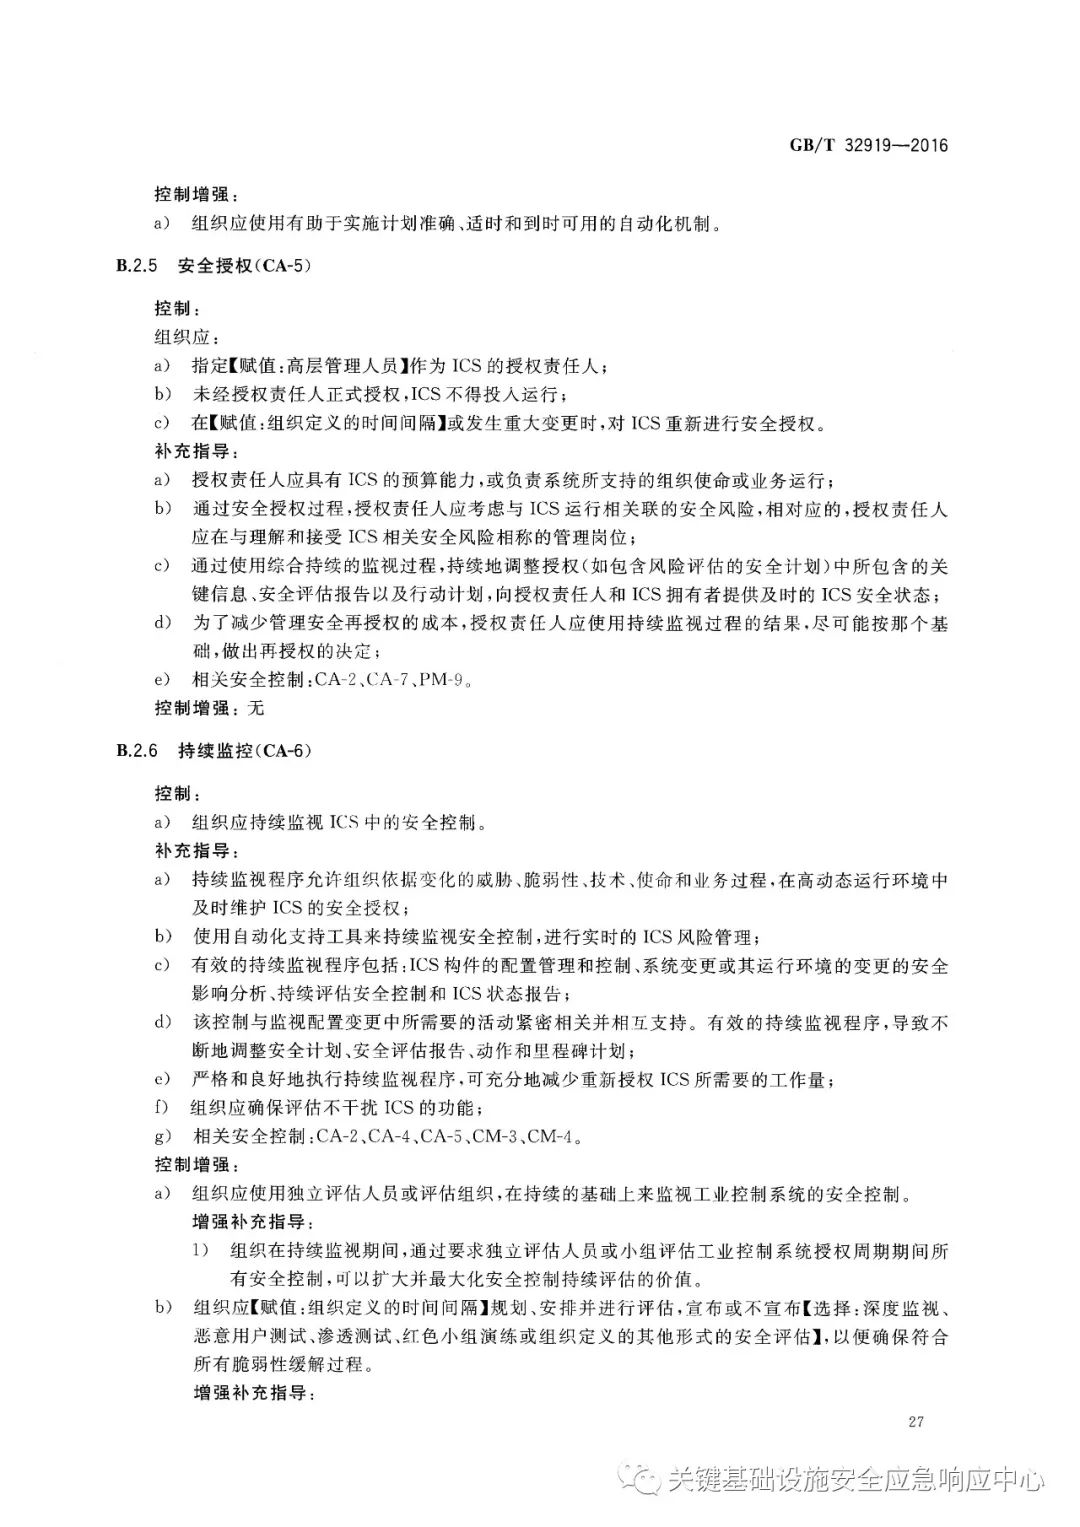 GB/T 32919—2016
控制增强：
a） 组织应使用有助于实施计划准确、适时和到时可用的自动化机制。
B.2.5 安全授权(CA-5)
控制：
组织应：
a） 指定【赋值：高层管理人员】作为 ICS 的授权责任人；
b） 未经授权责任人正式授权，ICS 不得投入运行；
c） 在【赋值：组织定义的时间间隔】或发生重大变更时，对 ICS 重新进行安全授权。
补充指导：
a） 授权责任人应具有 ICS 的预算能力，或负责系统所支持的组织使命或业务运行；
b） 通过安全授权过程，授权责任人应考虑与 ICS 运行相关联的安全风险，相对应的，授权责任人
应在与理解和接受 ICS 相关安全风险相称的管理岗位；
c） 通过使用综合持续的监视过程，持续地调整授权（如包含风险评估的安全计划）中所包含的关
键信息、安全评估报告以及行动计划，向授权责任人和 ICS 拥有者提供及时的 ICS 安全状态；
d） 为了减少管理安全再授权的成本，授权责任人应使用持续监视过程的结果，尽可能按那个基
础，做出再授权的决定；
e） 相关安全控制：CA-2、CA-7、PM-9。
控制增强：无
B.2.6 持续监控(CA-6)
控制：
a） 组织应持续监视 ICS 中的安全控制。
补充指导：
a） 持续监视程序允许组织依据变化的威胁、脆弱性、技术、使命和业务过程，在高动态运行环境中
及时维护 ICS 的安全授权；
b） 使用自动化支持工具来持续监视安全控制，进行实时的 ICS 风险管理；
c） 有效的持续监视程序包括：ICS 构件的配置管理和控制、系统变更或其运行环境的变更的安全
影响分析、持续评估安全控制和 ICS 状态报告；
d） 该控制与监视配置变更中所需要的活动紧密相关并相互支持。有效的持续监视程序，导致不
断地调整安全计划、安全评估报告、动作和里程碑计划；
e） 严格和良好地执行持续监视程序，可充分地减少重新授权 ICS 所需要的工作量；
f） 组织应确保评估不干扰 ICS 的功能；
g） 相关安全控制：CA-2、CA-4、CA-5、CM-3、CM-4。
控制增强：
a） 组织应使用独立评估人员或评估组织，在持续的基础上来监视工业控制系统的安全控制。
增强补充指导：
1） 组织在持续监视期间，通过要求独立评估人员或小组评估工业控制系统授权周期期间所
有安全控制，可以扩大并最大化安全控制持续评估的价值。
b） 组织应【赋值：组织定义的时间间隔】规划、安排并进行评估，宣布或不宣布【选择：深度监视、
恶意用户测试、渗透测试、红色小组演练或组织定义的其他形式的安全评估】，以便确保符合
所有脆弱性缓解过程。
增强补充指导：
27
关键基础设施安全应急响应中心